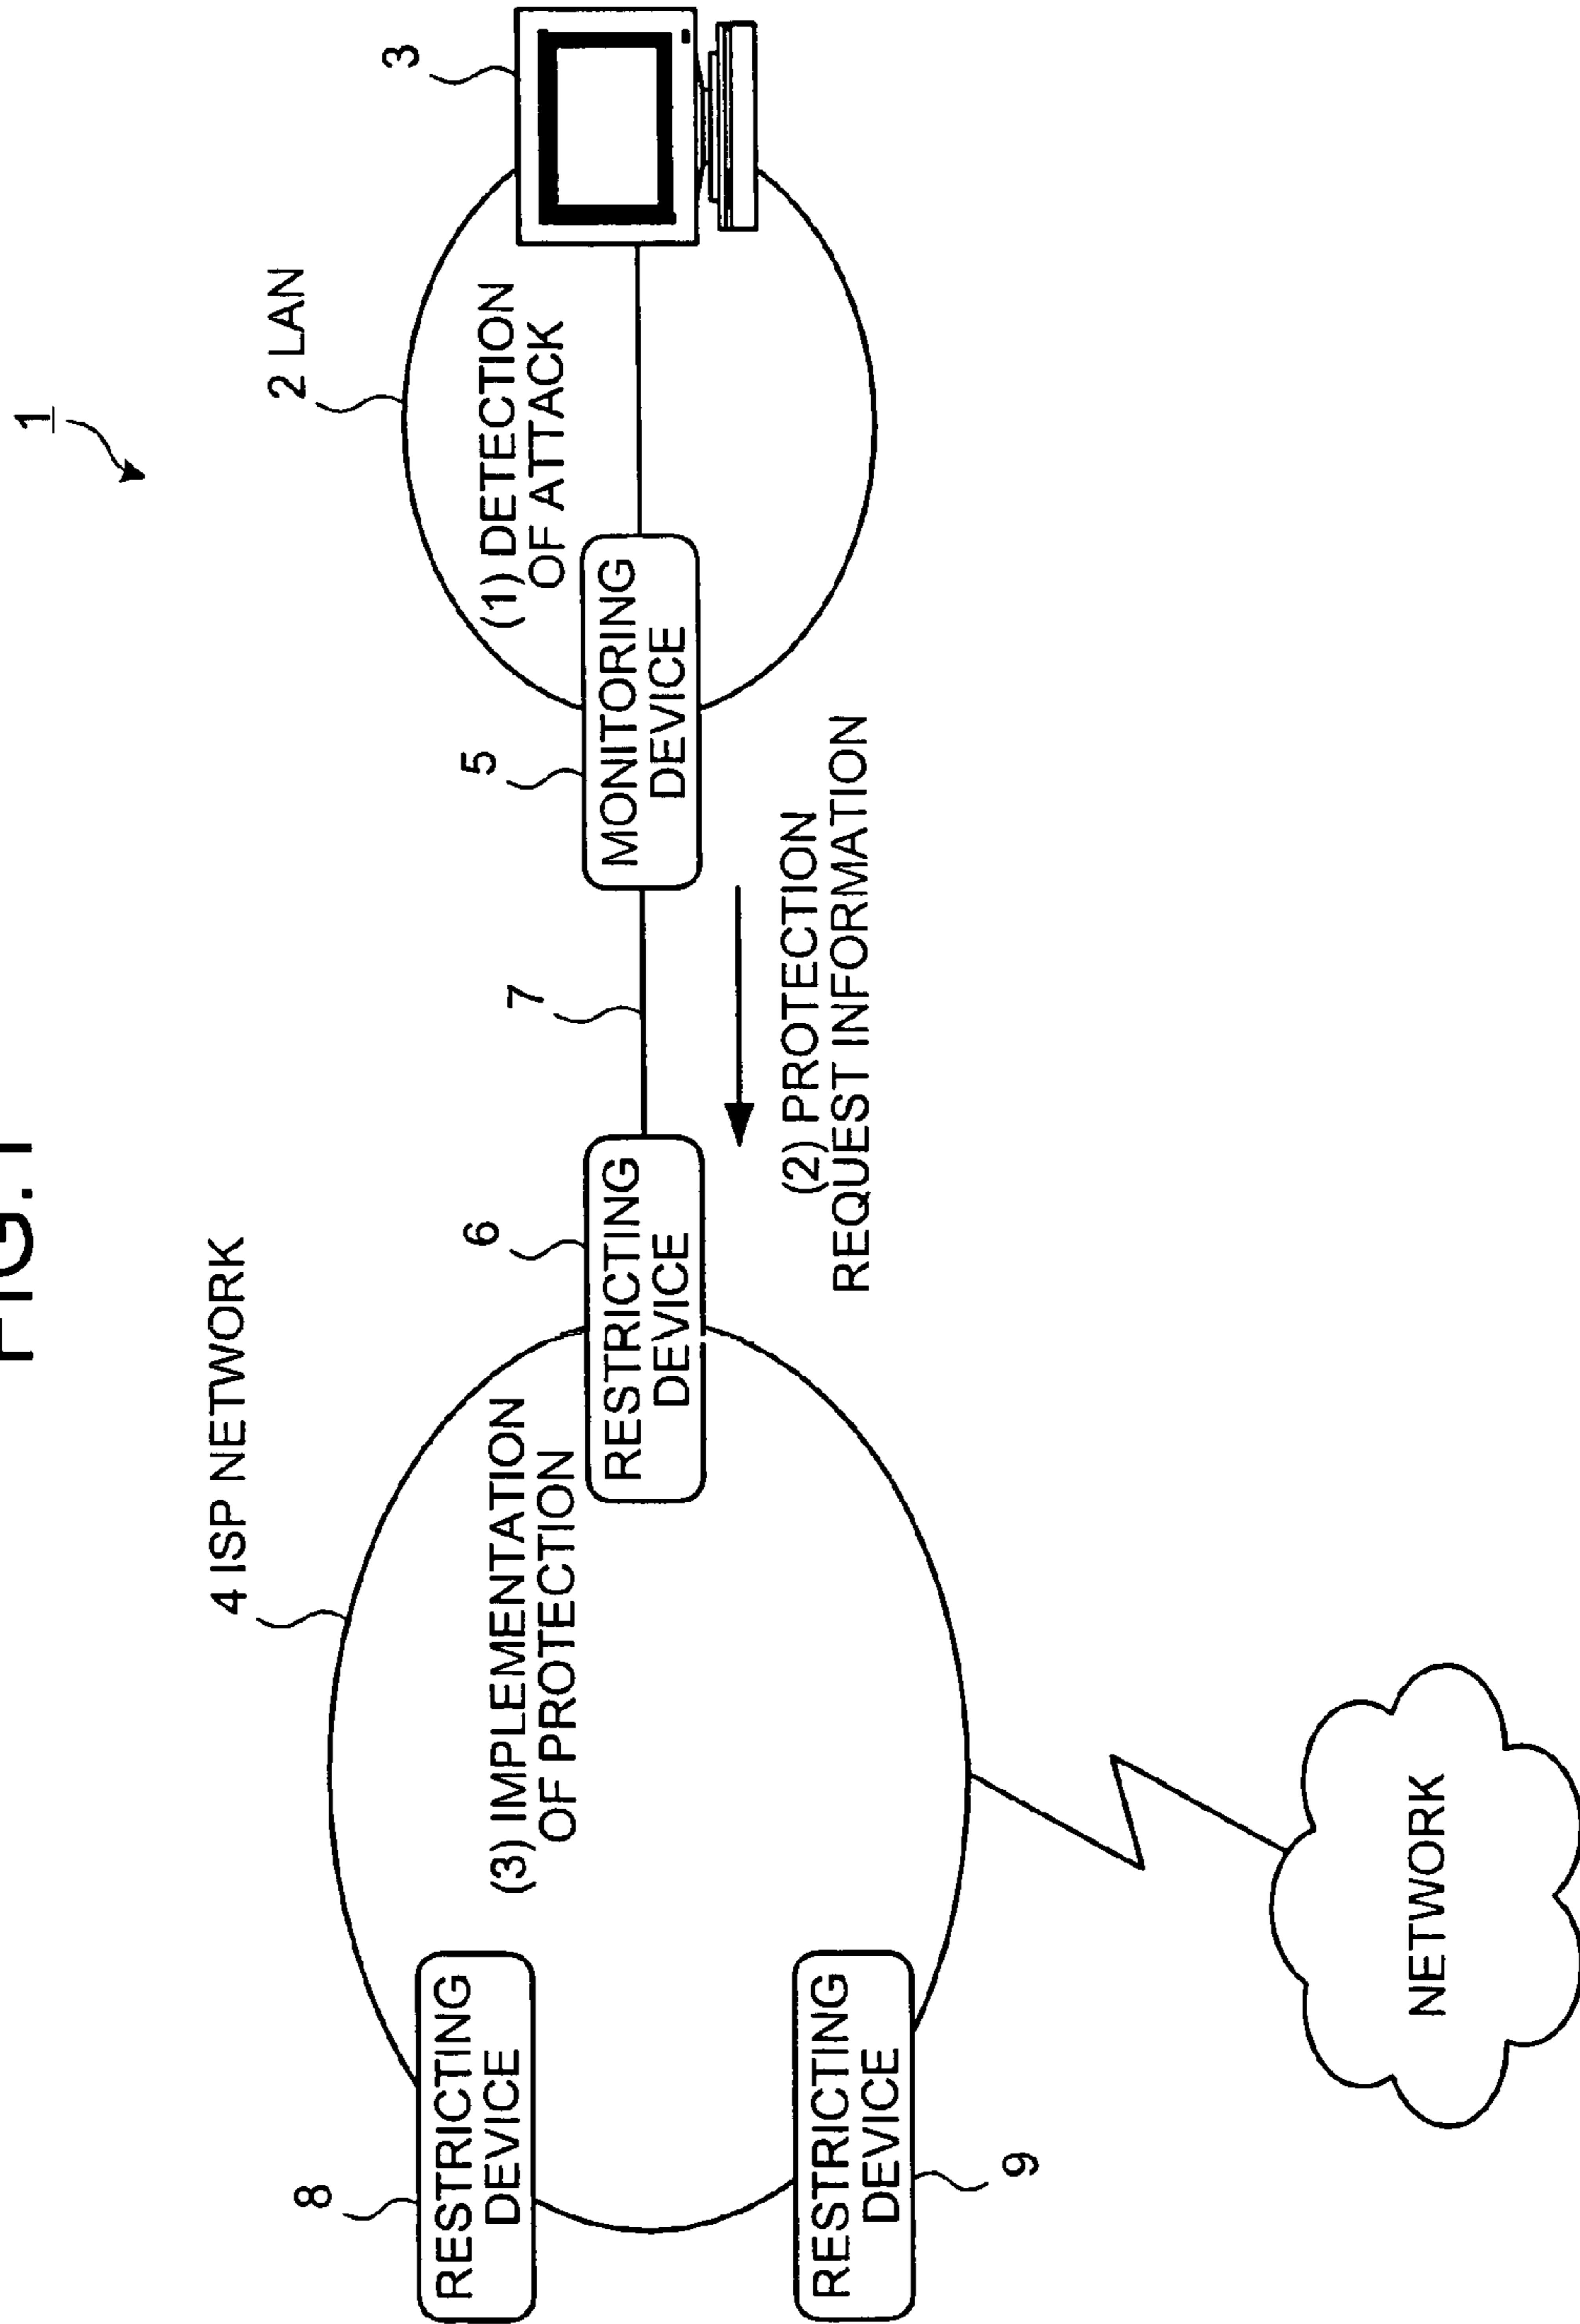 FIG. 1
1
4 ISP NETWORK
2 LAN
3
8
RESTRICTING
DEVICE
(3) IMPLEMENTATION
OF PROTECTION
6
RESTRICTING
DEVICE
7
5
MONITORING
DEVICE
(1) DETECTION
OF ATTACK
(2) PROTECTION
REQUEST INFORMATION
RESTRICTING
DEVICE
9
NETWORK